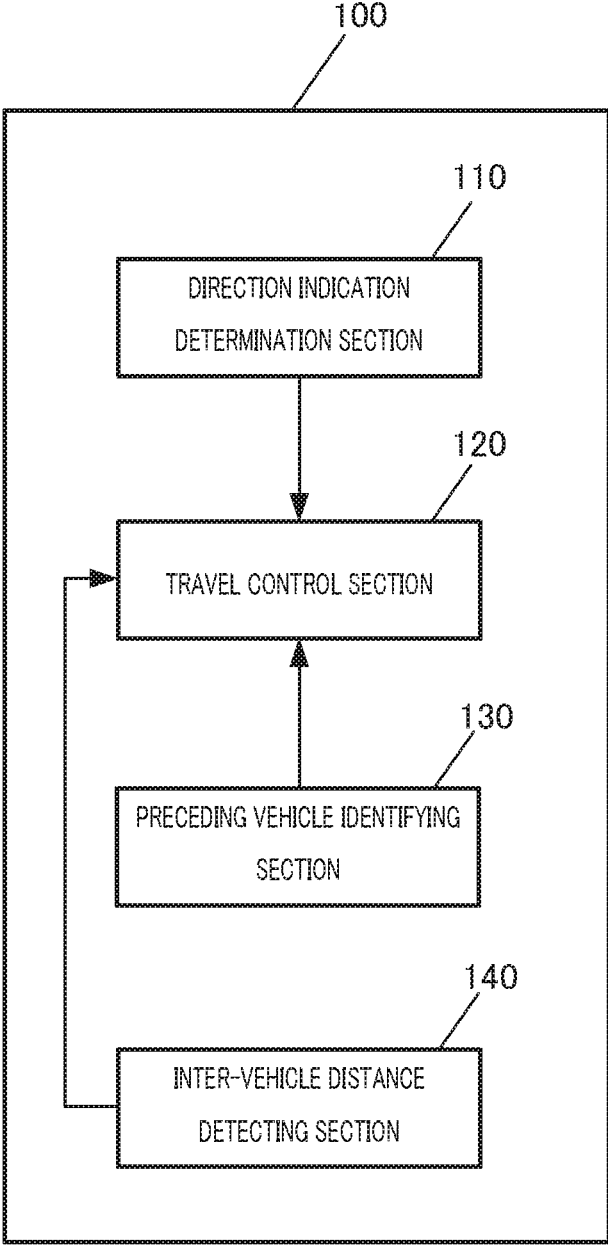 100
110
DIRECTION INDICATION
DETERMINATION SECTION
120
TRAVEL CONTROL SECTION
130
PRECEDING VEHICLE IDENTIFYING
SECTION
140
INTER-VEHICLE DISTANCE
DETECTING SECTION